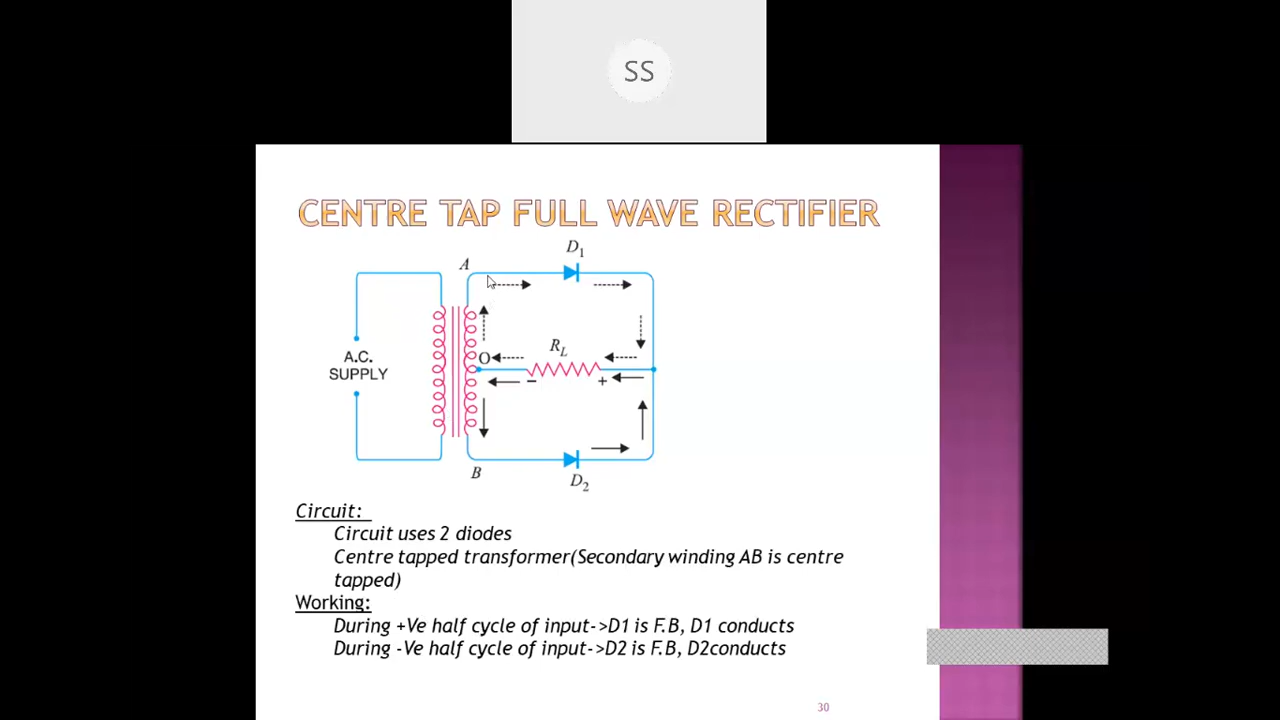 SS
CENTRE TAP FULL WAVE RECTIFIER
D1
A
RL
O
A.C.
SUPPLY
− +
B
D2
Circuit:
Circuit uses 2 diodes
Centre tapped transformer(Secondary winding AB is centre
tapped)
Working:
During +Ve half cycle of input->D1 is F.B, D1 conducts
During -Ve half cycle of input->D2 is F.B, D2conducts
30